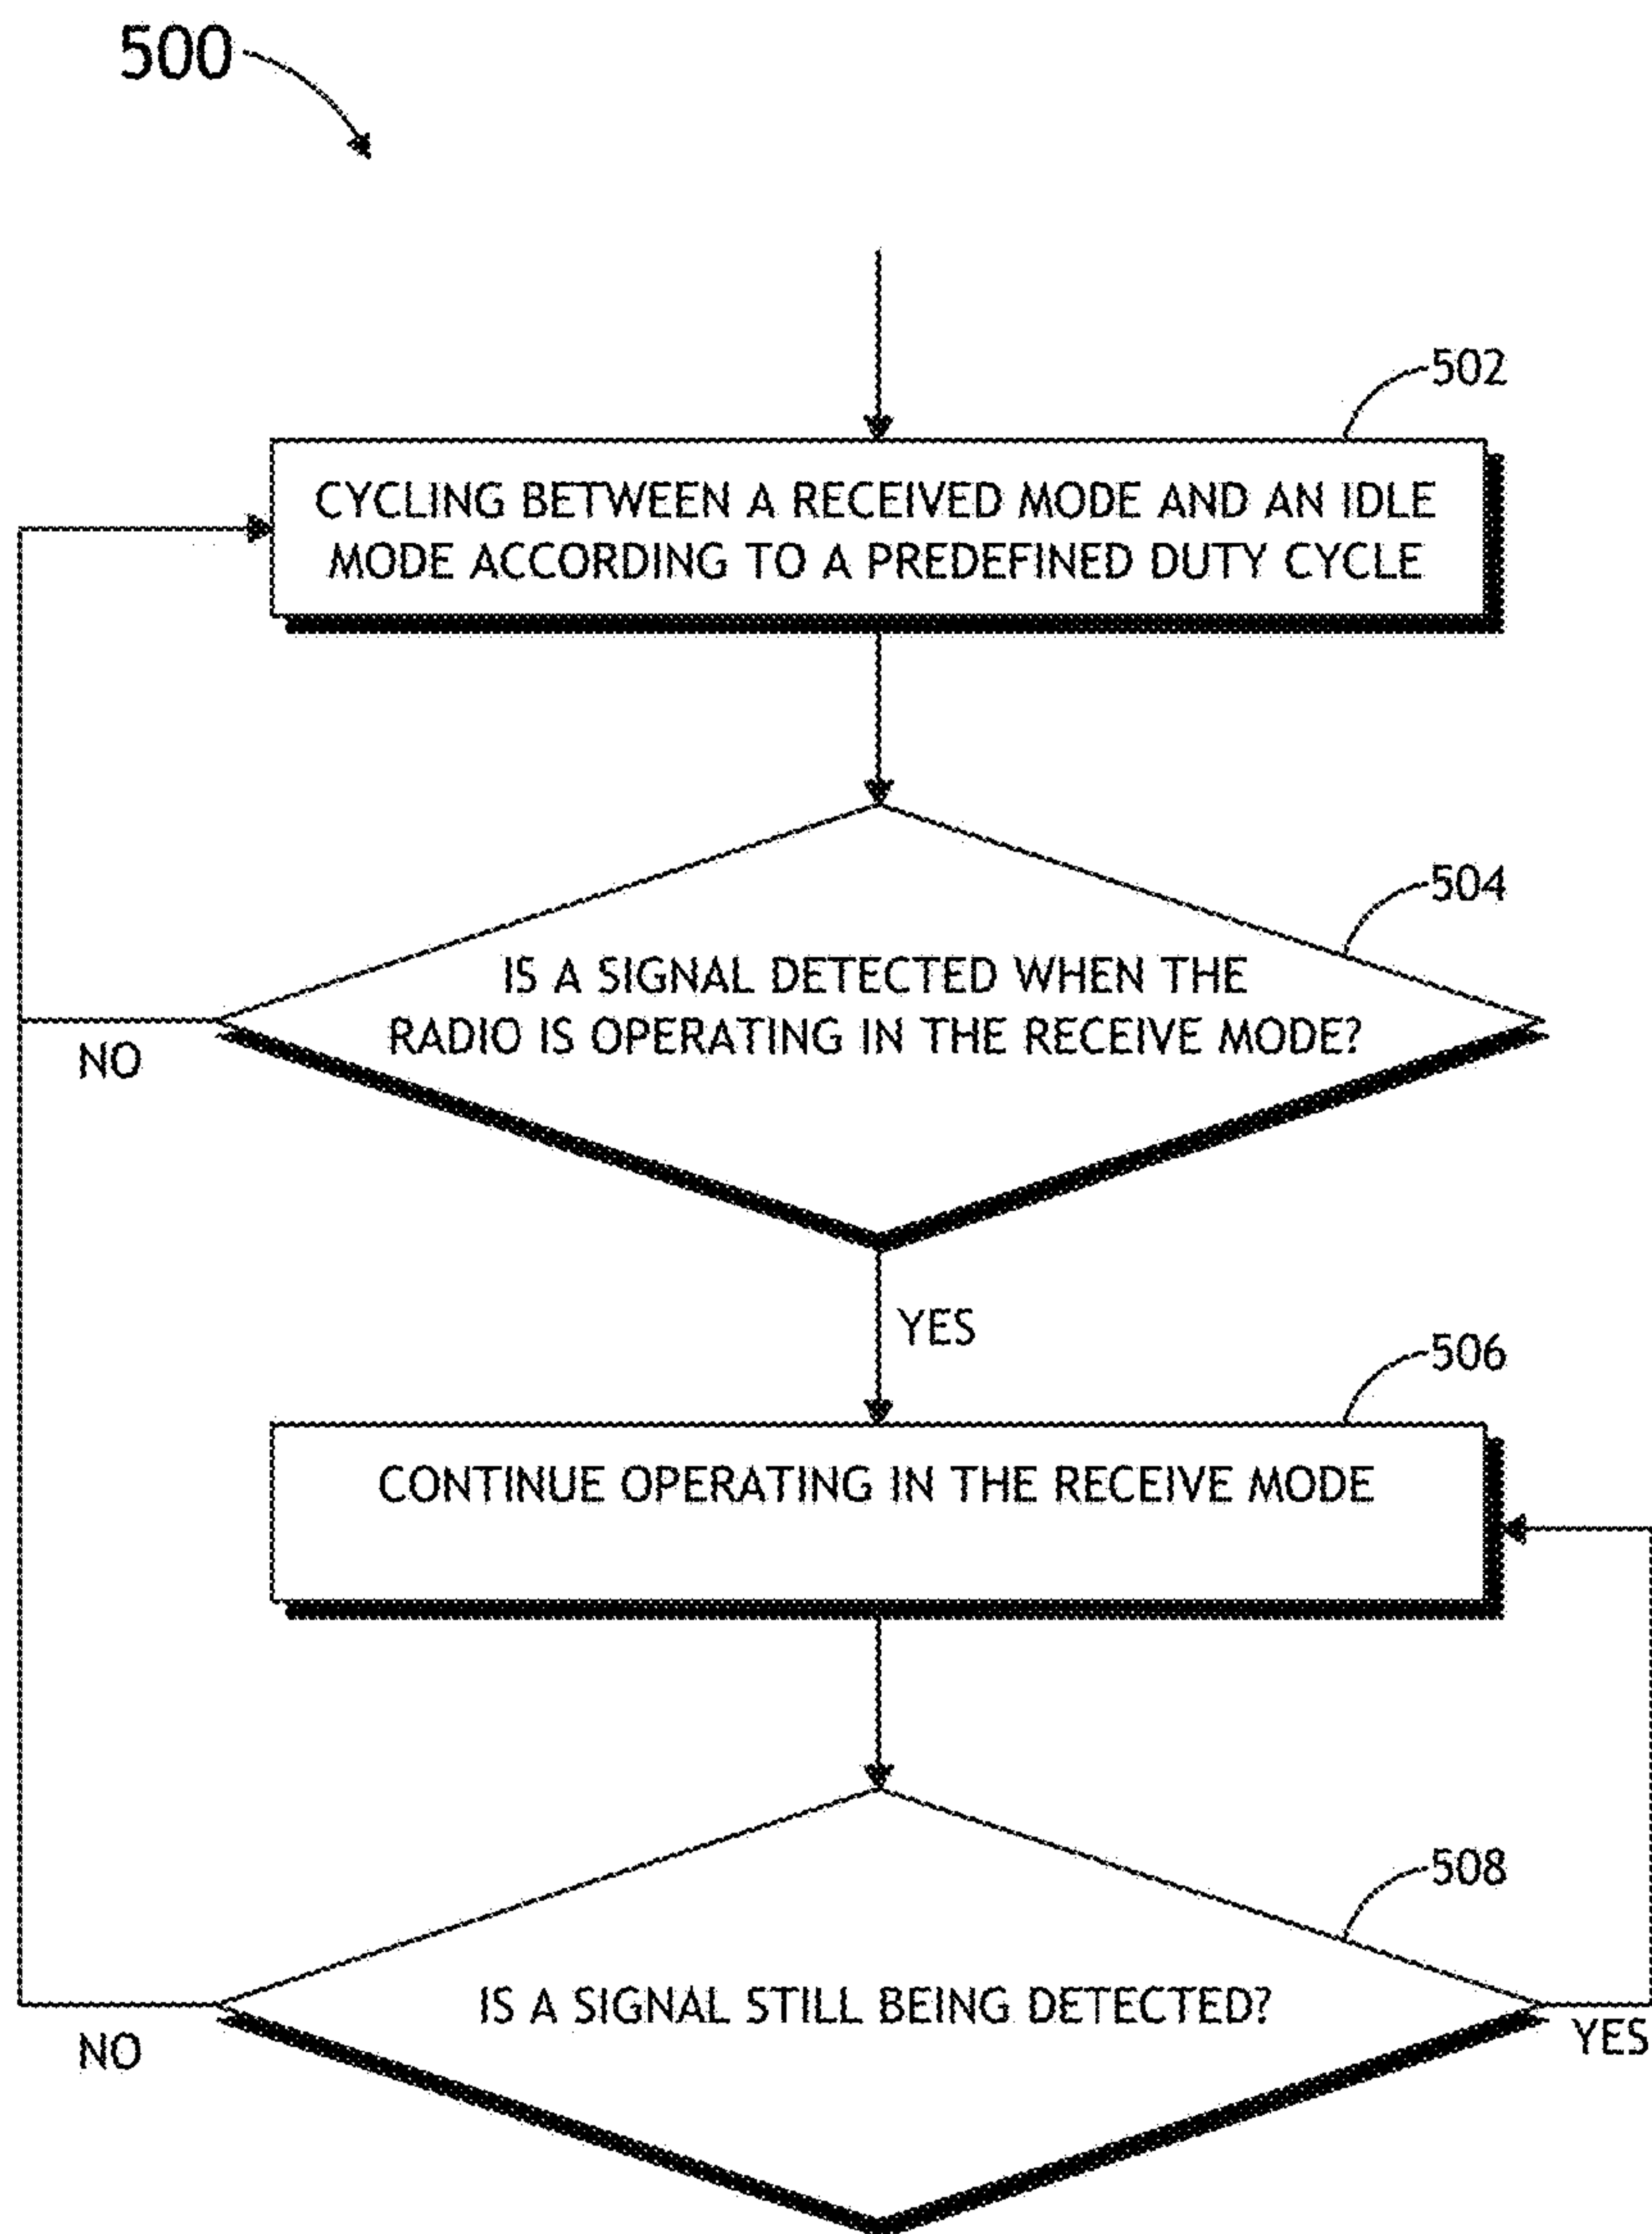 500
502
CYCLING BETWEEN A RECEIVED MODE AND AN IDLE
MODE ACCORDING TO A PREDEFINED DUTY CYCLE
504
IS A SIGNAL DETECTED WHEN THE
RADIO IS OPERATING IN THE RECEIVE MODE?
NO
YES
506
CONTINUE OPERATING IN THE RECEIVE MODE
508
IS A SIGNAL STILL BEING DETECTED?
NO
YES